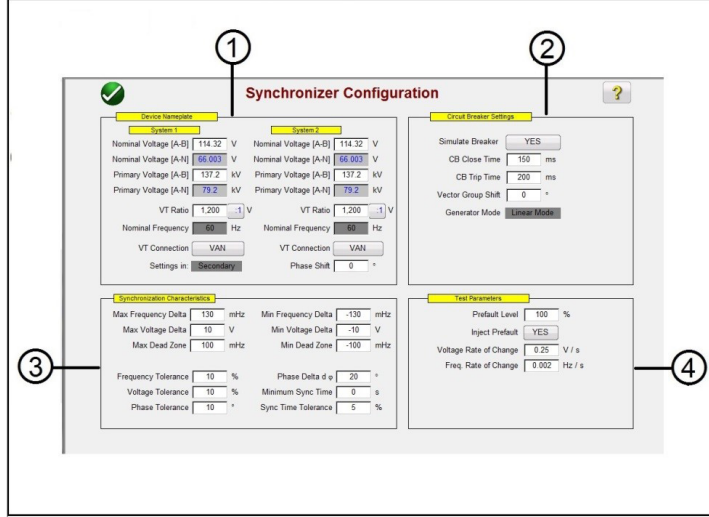 1
2
Synchronizer Configuration
?
Device Nameplate
System 1
System 2
Nominal Voltage [A-B] 114.32 V
Nominal Voltage [A-B] 114.32 V
Nominal Voltage [A-N] 66.003 V
Nominal Voltage [A-N] 66.003 V
Primary Voltage [A-B] 137.2 kV
Primary Voltage [A-B] 137.2 kV
Primary Voltage [A-N] 79.2 kV
Primary Voltage [A-N] 79.2 kV
VT Ratio 1,200 :1 V
VT Ratio 1,200 :1 V
Nominal Frequency 60 Hz
Nominal Frequency 60 Hz
VT Connection VAN
VT Connection VAN
Settings in: Secondary
Phase Shift 0 °
Circuit Breaker Settings
Simulate Breaker YES
CB Close Time 150 ms
CB Trip Time 200 ms
Vector Group Shift 0 °
Generator Mode Linear Mode
Synchronization Characteristics
Max Frequency Delta 130 mHz
Min Frequency Delta -130 mHz
Max Voltage Delta 10 V
Min Voltage Delta -10 V
Max Dead Zone 100 mHz
Min Dead Zone -100 mHz
Frequency Tolerance 10 %
Phase Delta d φ 20 °
Voltage Tolerance 10 %
Minimum Sync Time 0 s
Phase Tolerance 10 °
Sync Time Tolerance 5 %
Test Parameters
Prefault Level 100 %
Inject Prefault YES
Voltage Rate of Change 0.25 V / s
Freq. Rate of Change 0.002 Hz / s
3
4